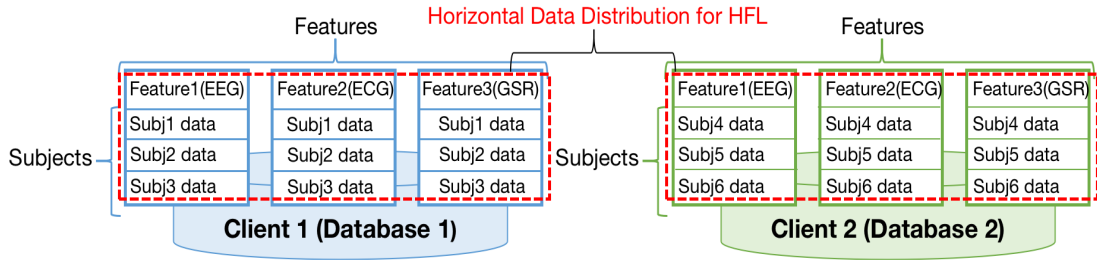 Horizontal Data Distribution for HFL
Features
Feature1(EEG) Feature2(ECG) Feature3(GSR)
Subjects
Subj1 data Subj1 data Subj1 data
Subj2 data Subj2 data Subj2 data
Subj3 data Subj3 data Subj3 data
Client 1 (Database 1)
Features
Feature1(EEG) Feature2(ECG) Feature3(GSR)
Subjects
Subj4 data Subj4 data Subj4 data
Subj5 data Subj5 data Subj5 data
Subj6 data Subj6 data Subj6 data
Client 2 (Database 2)